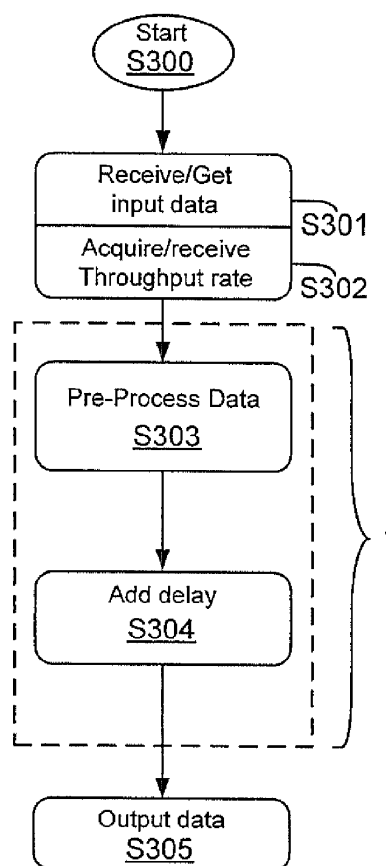 Start
S300
Receive/Get
input data
S301
Acquire/receive
Throughput rate
S302
Pre-Process Data
S303
Add delay
S304
Output data
S305